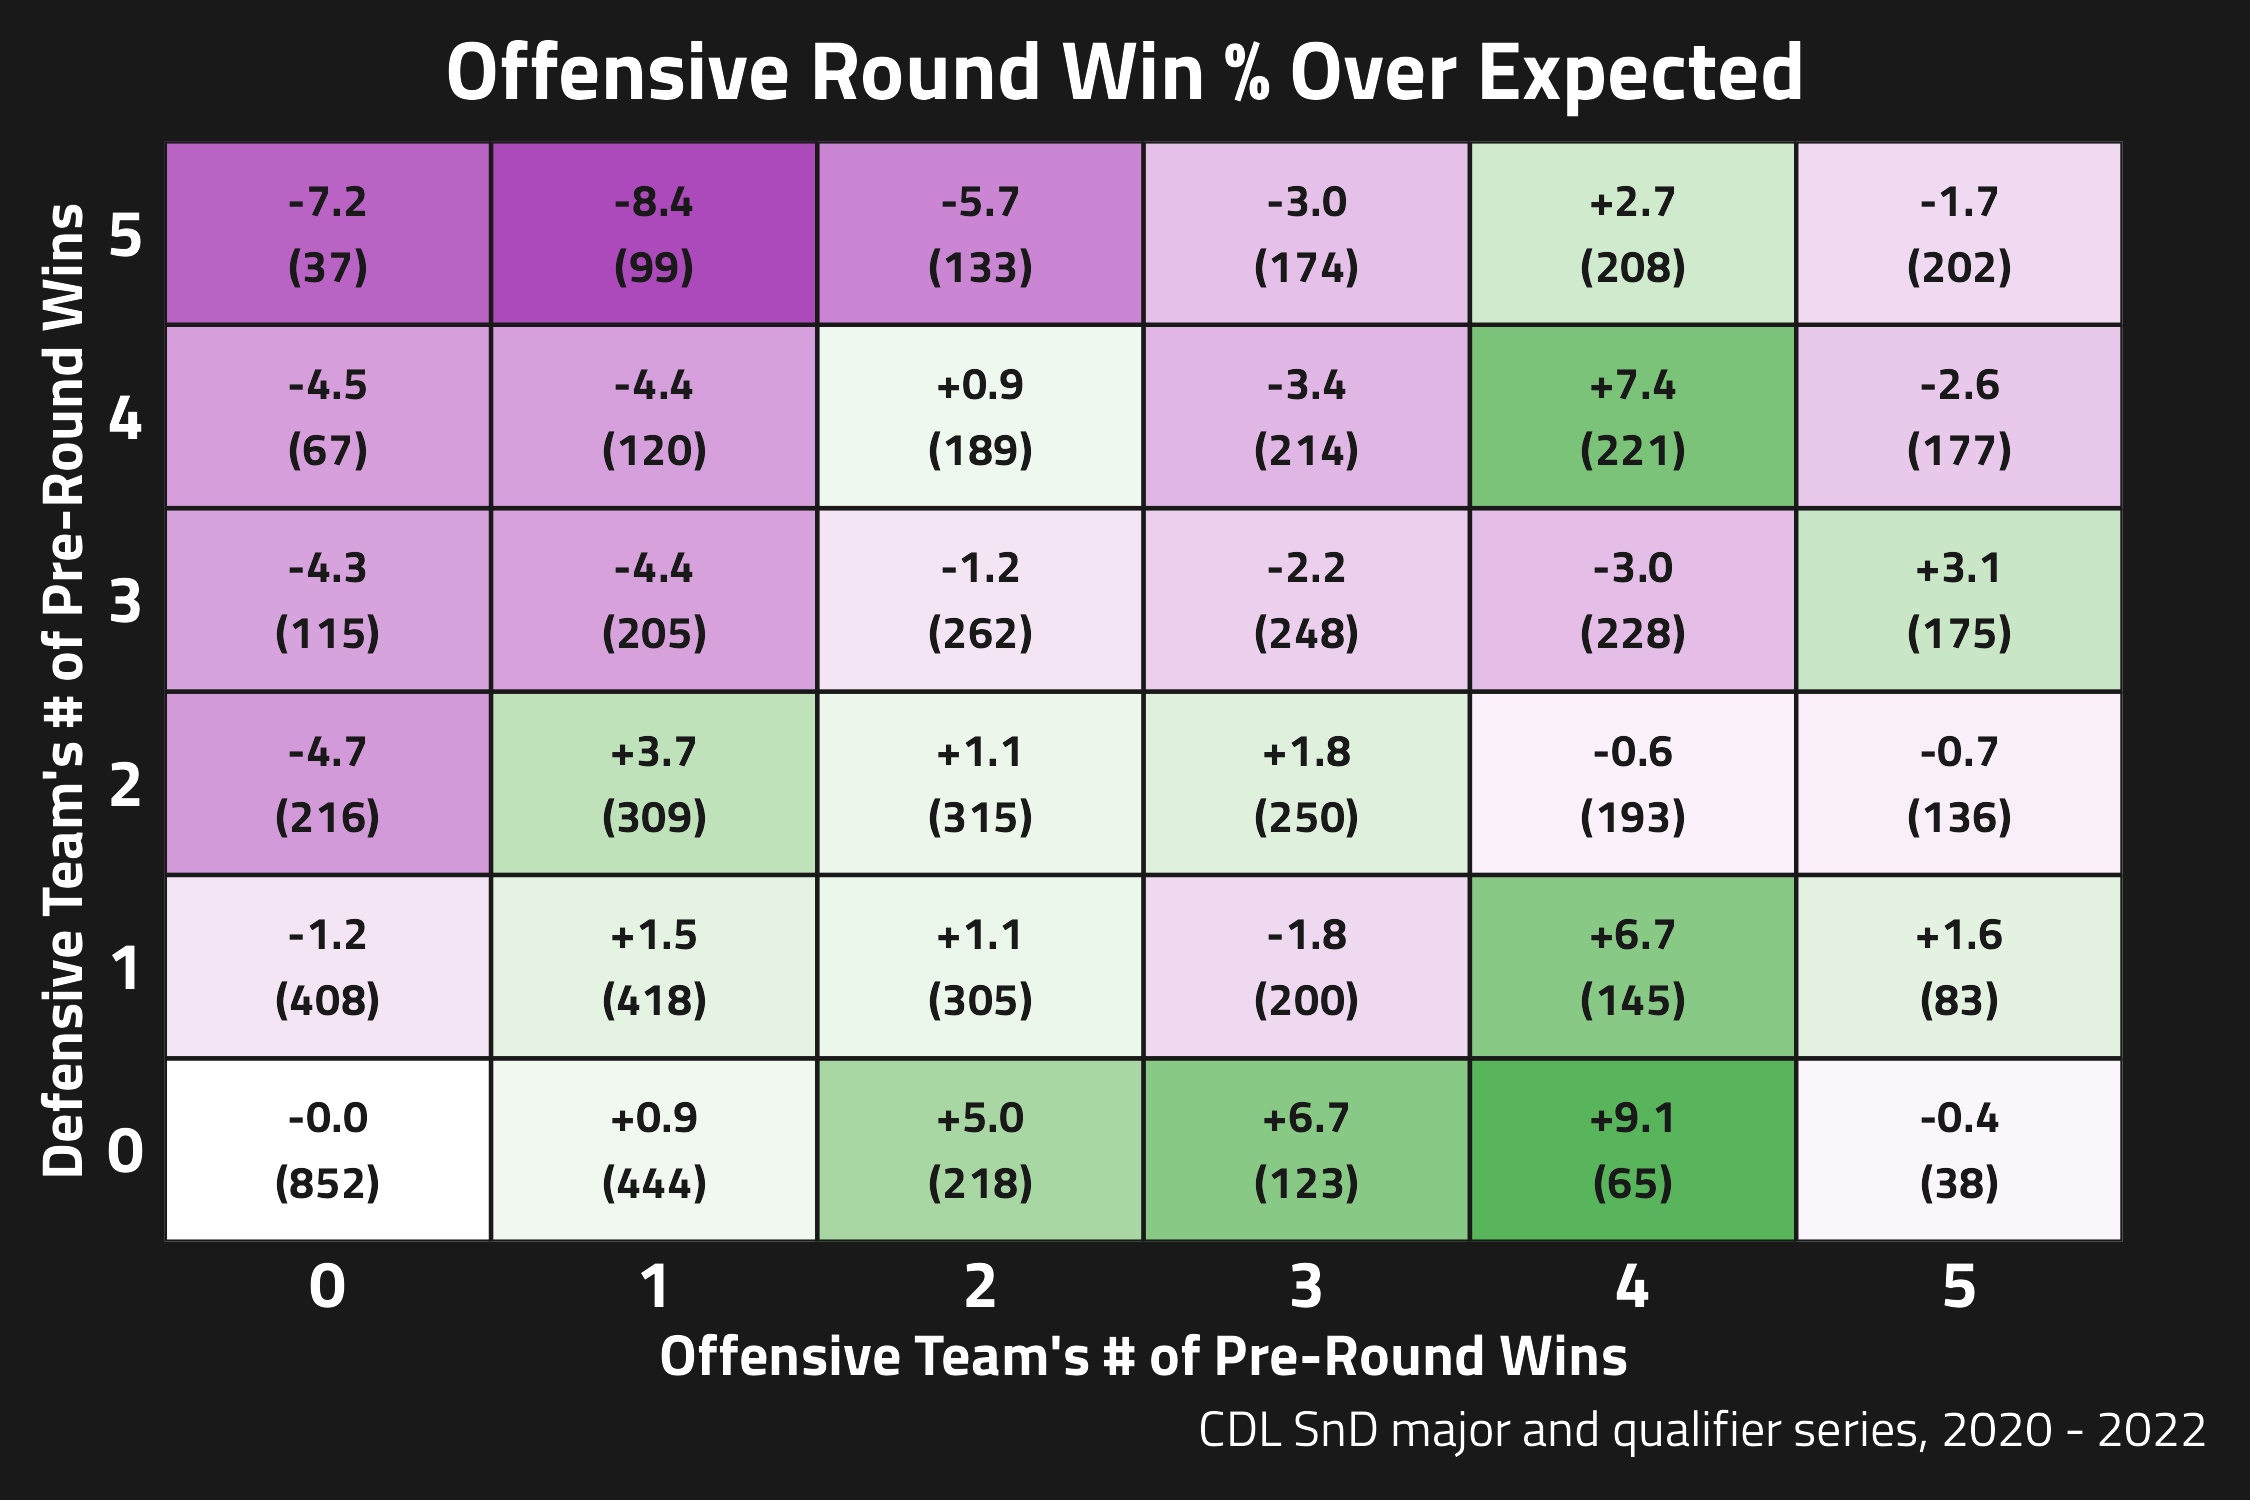 Offensive Round Win % Over Expected
Defensive Team's # of Pre-Round Wins
5
-7.2 -8.4 -5.7 -3.0 +2.7 -1.7
(37) (99) (133) (174) (208) (202)
4
-4.5 -4.4 +0.9 -3.4 +7.4 -2.6
(67) (120) (189) (214) (221) (177)
3
-4.3 -4.4 -1.2 -2.2 -3.0 +3.1
(115) (205) (262) (248) (228) (175)
2
-4.7 +3.7 +1.1 +1.8 -0.6 -0.7
(216) (309) (315) (250) (193) (136)
1
-1.2 +1.5 +1.1 -1.8 +6.7 +1.6
(408) (418) (305) (200) (145) (83)
0
-0.0 +0.9 +5.0 +6.7 +9.1 -0.4
(852) (444) (218) (123) (65) (38)
0 1 2 3 4 5
Offensive Team's # of Pre-Round Wins
CDL SnD major and qualifier series, 2020 - 2022